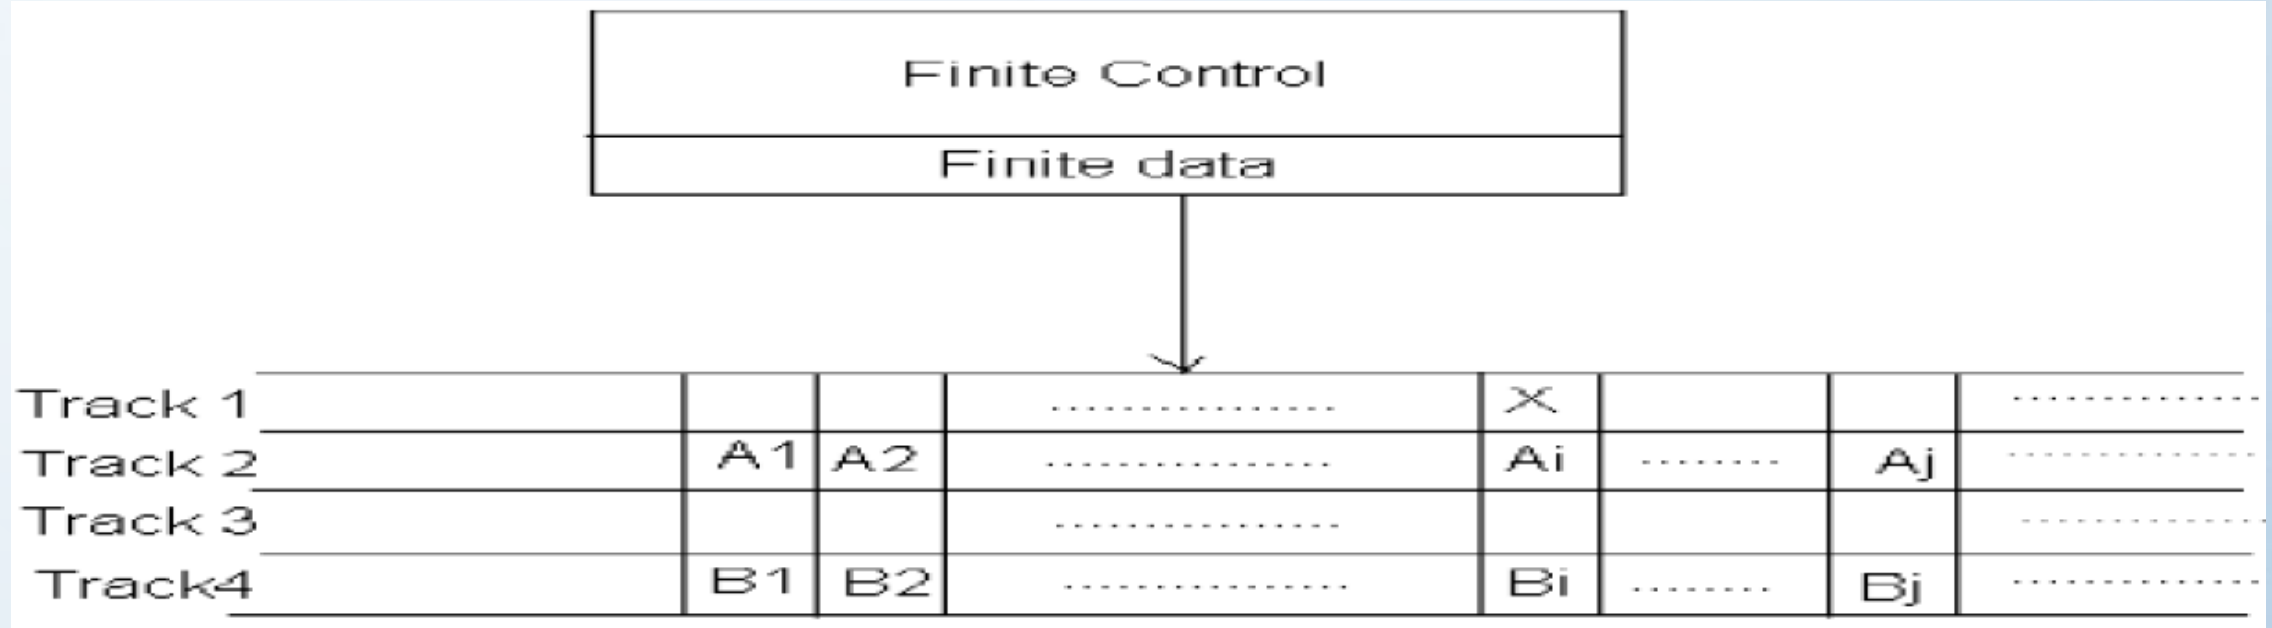 Finite Control
Finite data
Track 1 ............... X ..............
Track 2 A1 A2 ................ Ai ........ Aj ..............
Track 3 ................ ..............
Track4 B1 B2 ................ Bi ........ Bj ..............